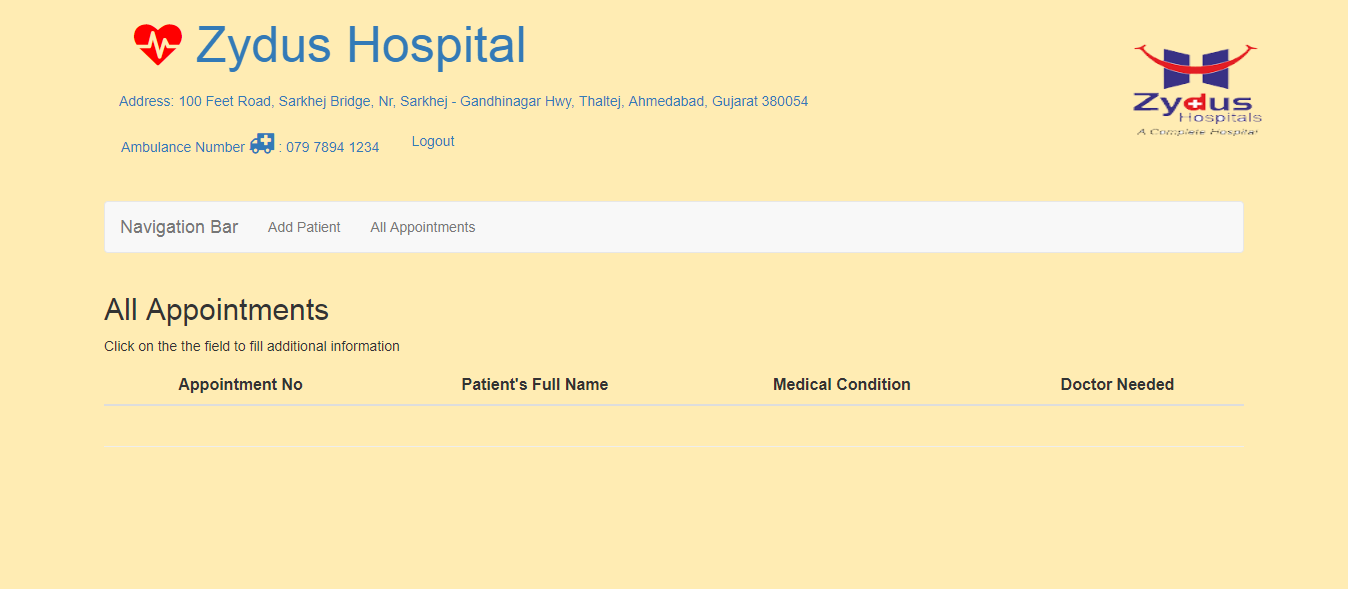 Zydus Hospital
Address: 100 Feet Road, Sarkhej Bridge, Nr, Sarkhej - Gandhinagar Hwy, Thaltej, Ahmedabad, Gujarat 380054
Ambulance Number : 079 7894 1234
Logout
Zydus
Hospitals
A Complete Hospital
Navigation Bar Add Patient All Appointments
All Appointments
Click on the the field to fill additional information
Appointment No Patient's Full Name Medical Condition Doctor Needed